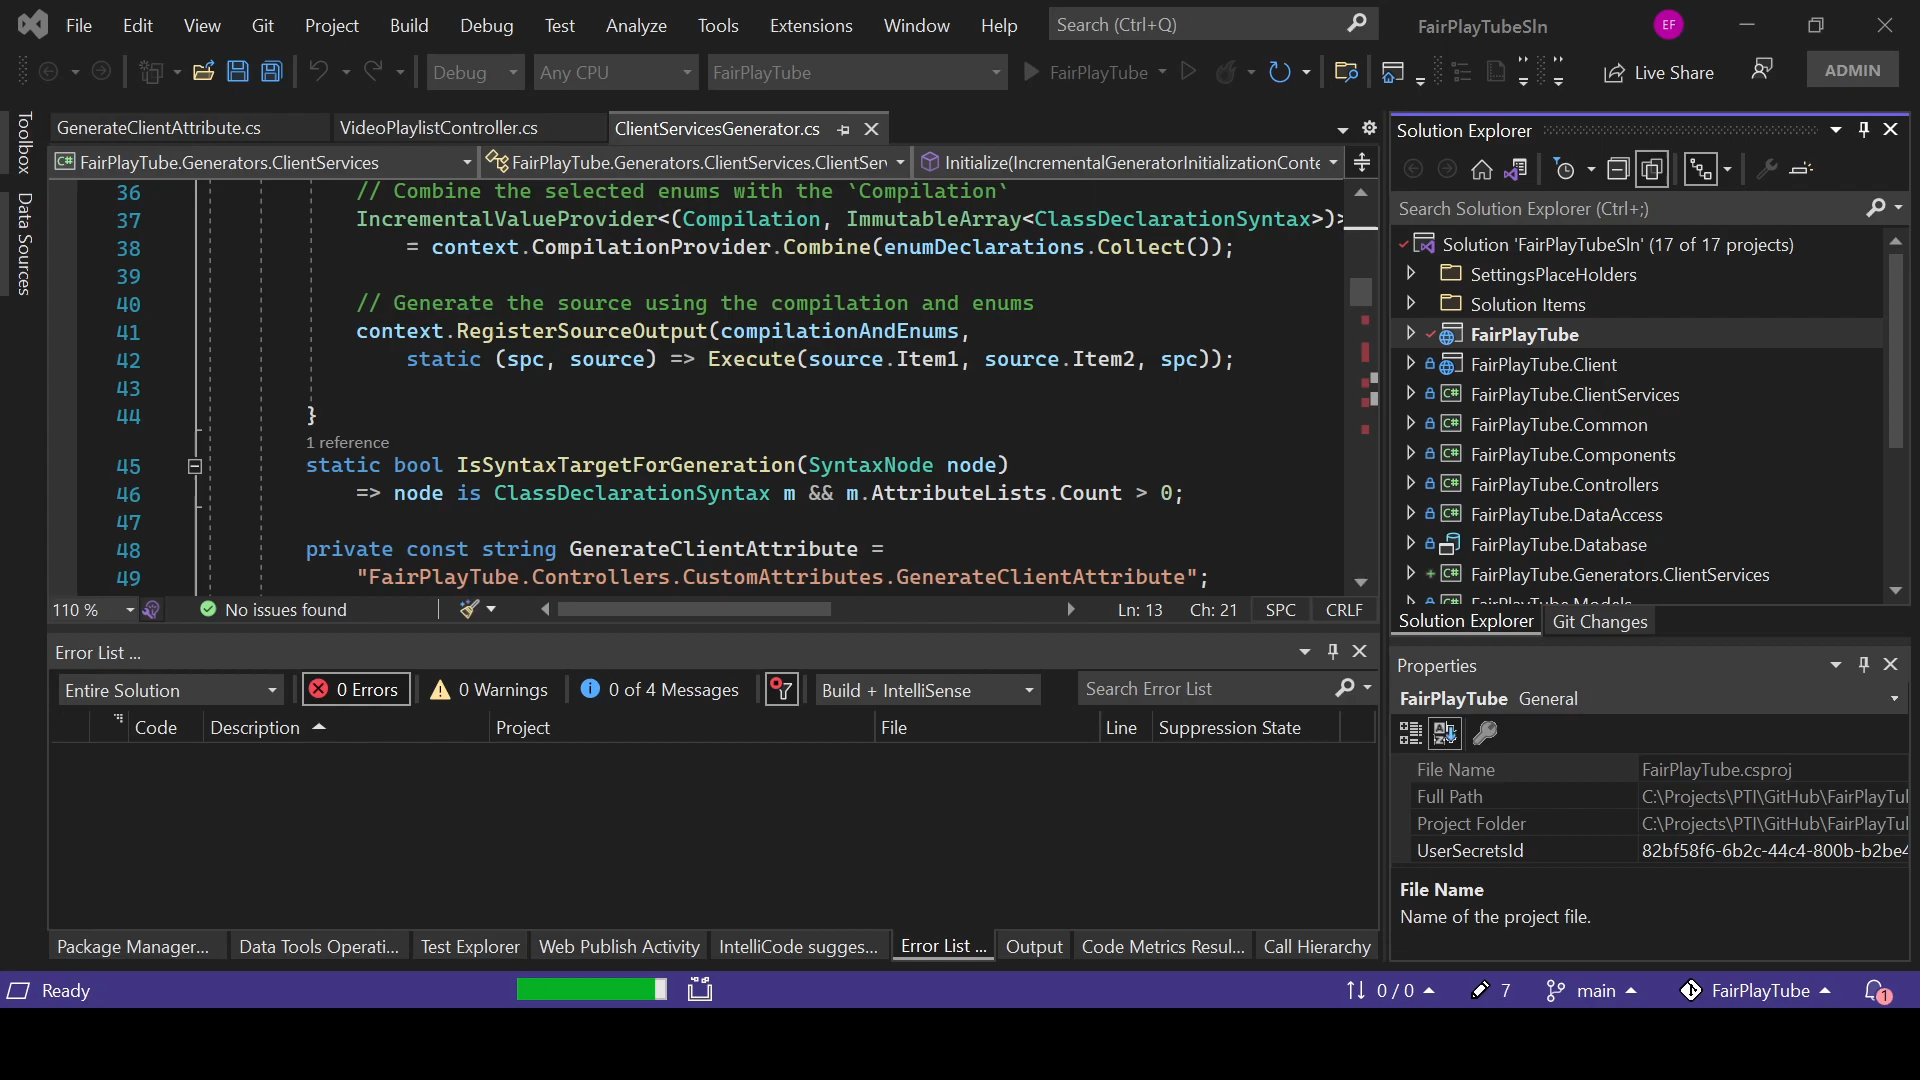 File Edit View Git Project Build Debug Test Analyze Tools Extensions Window Help Search (Ctrl+Q) FairPlayTubeSln EF
Debug Any CPU FairPlayTube FairPlayTube Live Share ADMIN
Toolbox
Data Sources
GenerateClientAttribute.cs VideoPlaylistController.cs ClientServicesGenerator.cs
FairPlayTube.Generators.ClientServices FairPlayTube.Generators.ClientServices.ClientSer Initialize(IncrementalGeneratorInitializationConte
36 // Combine the selected enums with the `Compilation`
37 IncrementalValueProvider<(Compilation, ImmutableArray<ClassDeclarationSyntax>)>
38 = context.CompilationProvider.Combine(enumDeclarations.Collect());
39
40 // Generate the source using the compilation and enums
41 context.RegisterSourceOutput(compilationAndEnums,
42 static (spc, source) => Execute(source.Item1, source.Item2, spc));
43
44 }
1 reference
45 static bool IsSyntaxTargetForGeneration(SyntaxNode node)
46 => node is ClassDeclarationSyntax m && m.AttributeLists.Count > 0;
47
48 private const string GenerateClientAttribute =
49 "FairPlayTube.Controllers.CustomAttributes.GenerateClientAttribute";
110 % No issues found Ln: 13 Ch: 21 SPC CRLF
Error List ...
Entire Solution 0 Errors 0 Warnings 0 of 4 Messages Build + IntelliSense Search Error List
Code Description Project File Line Suppression State
Package Manager... Data Tools Operati... Test Explorer Web Publish Activity IntelliCode sugges... Error List ... Output Code Metrics Resul... Call Hierarchy
Solution Explorer
Search Solution Explorer (Ctrl+;)
Solution 'FairPlayTubeSln' (17 of 17 projects)
SettingsPlaceHolders
Solution Items
FairPlayTube
FairPlayTube.Client
FairPlayTube.ClientServices
FairPlayTube.Common
FairPlayTube.Components
FairPlayTube.Controllers
FairPlayTube.DataAccess
FairPlayTube.Database
FairPlayTube.Generators.ClientServices
FairPlayTube.Models
Solution Explorer Git Changes
Properties
FairPlayTube General
File Name FairPlayTube.csproj
Full Path C:\Projects\PTI\GitHub\FairPlayTul
Project Folder C:\Projects\PTI\GitHub\FairPlayTul
UserSecretsId 82bf58f6-6b2c-44c4-800b-b2be4
File Name
Name of the project file.
Ready 0 / 0 7 main FairPlayTube 1